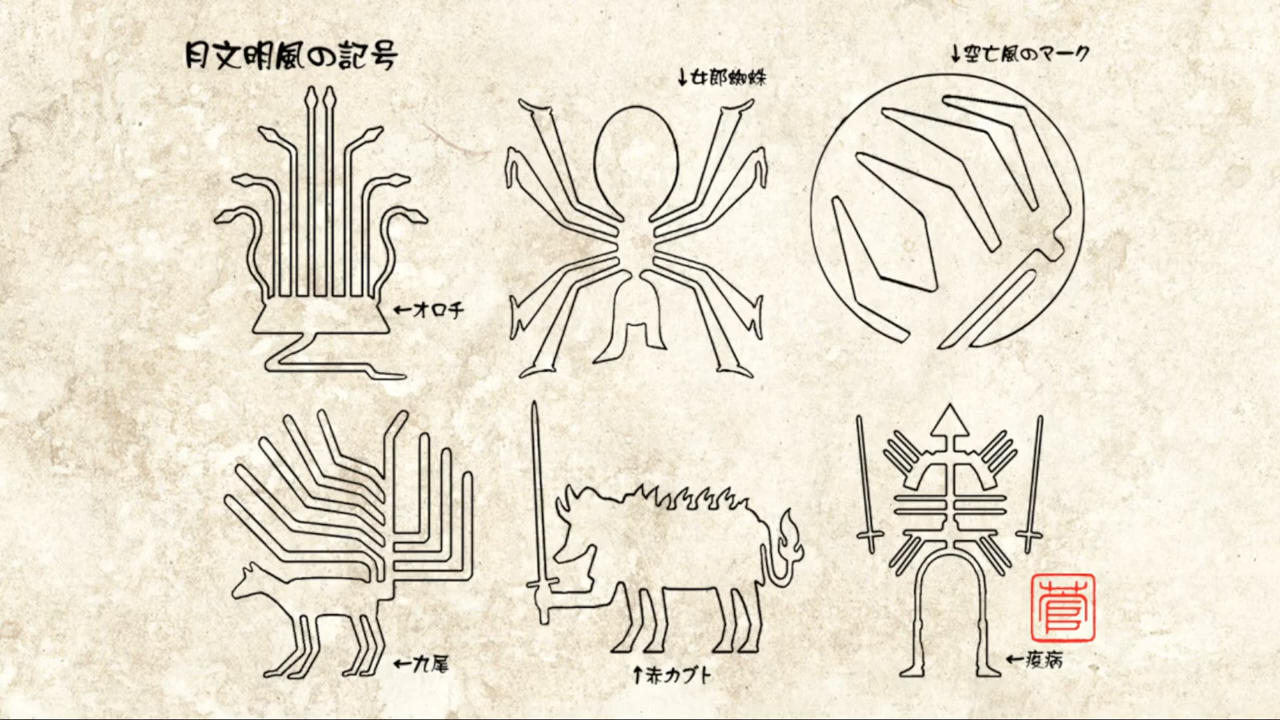 月文明風の記号
↓女郎蜘蛛
↓空亡風のマーク
←オロチ
←九尾
↑赤カブト
←疫病
菅